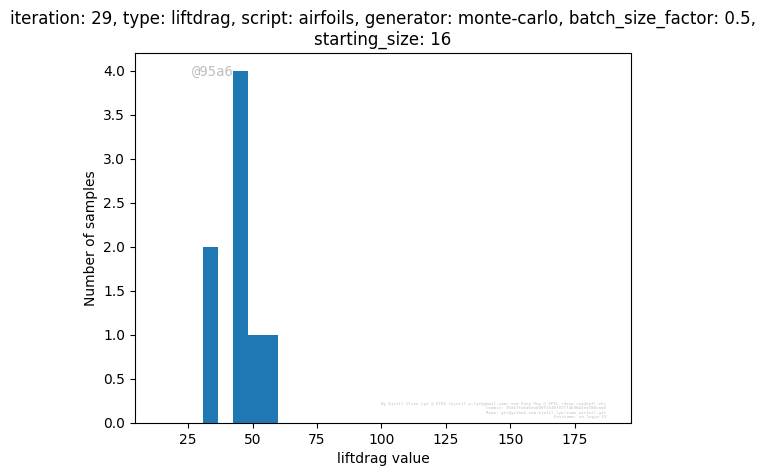 iteration: 29, type: liftdrag, script: airfoils, generator: monte-carlo, batch_size_factor: 0.5,
starting_size: 16
@95a6
4.0
3.5
3.0
2.5
2.0
1.5
1.0
0.5
0.0
Number of samples
25 50 75 100 125 150 175
liftdrag value